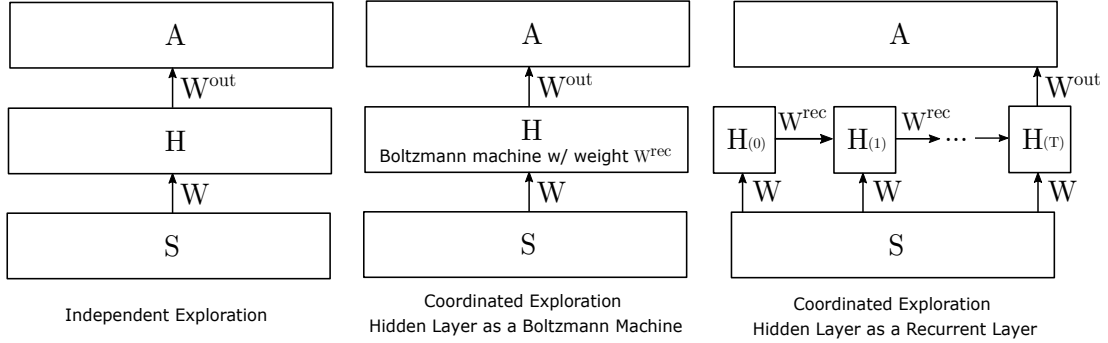 A
W^out
H
W
S
Independent Exploration
A
W^out
H
Boltzmann machine w/ weight W^rec
W
S
Coordinated Exploration
Hidden Layer as a Boltzmann Machine
A
W^out
W^rec W^rec
H(0) H(1) ... H(T)
W W W
S
Coordinated Exploration
Hidden Layer as a Recurrent Layer